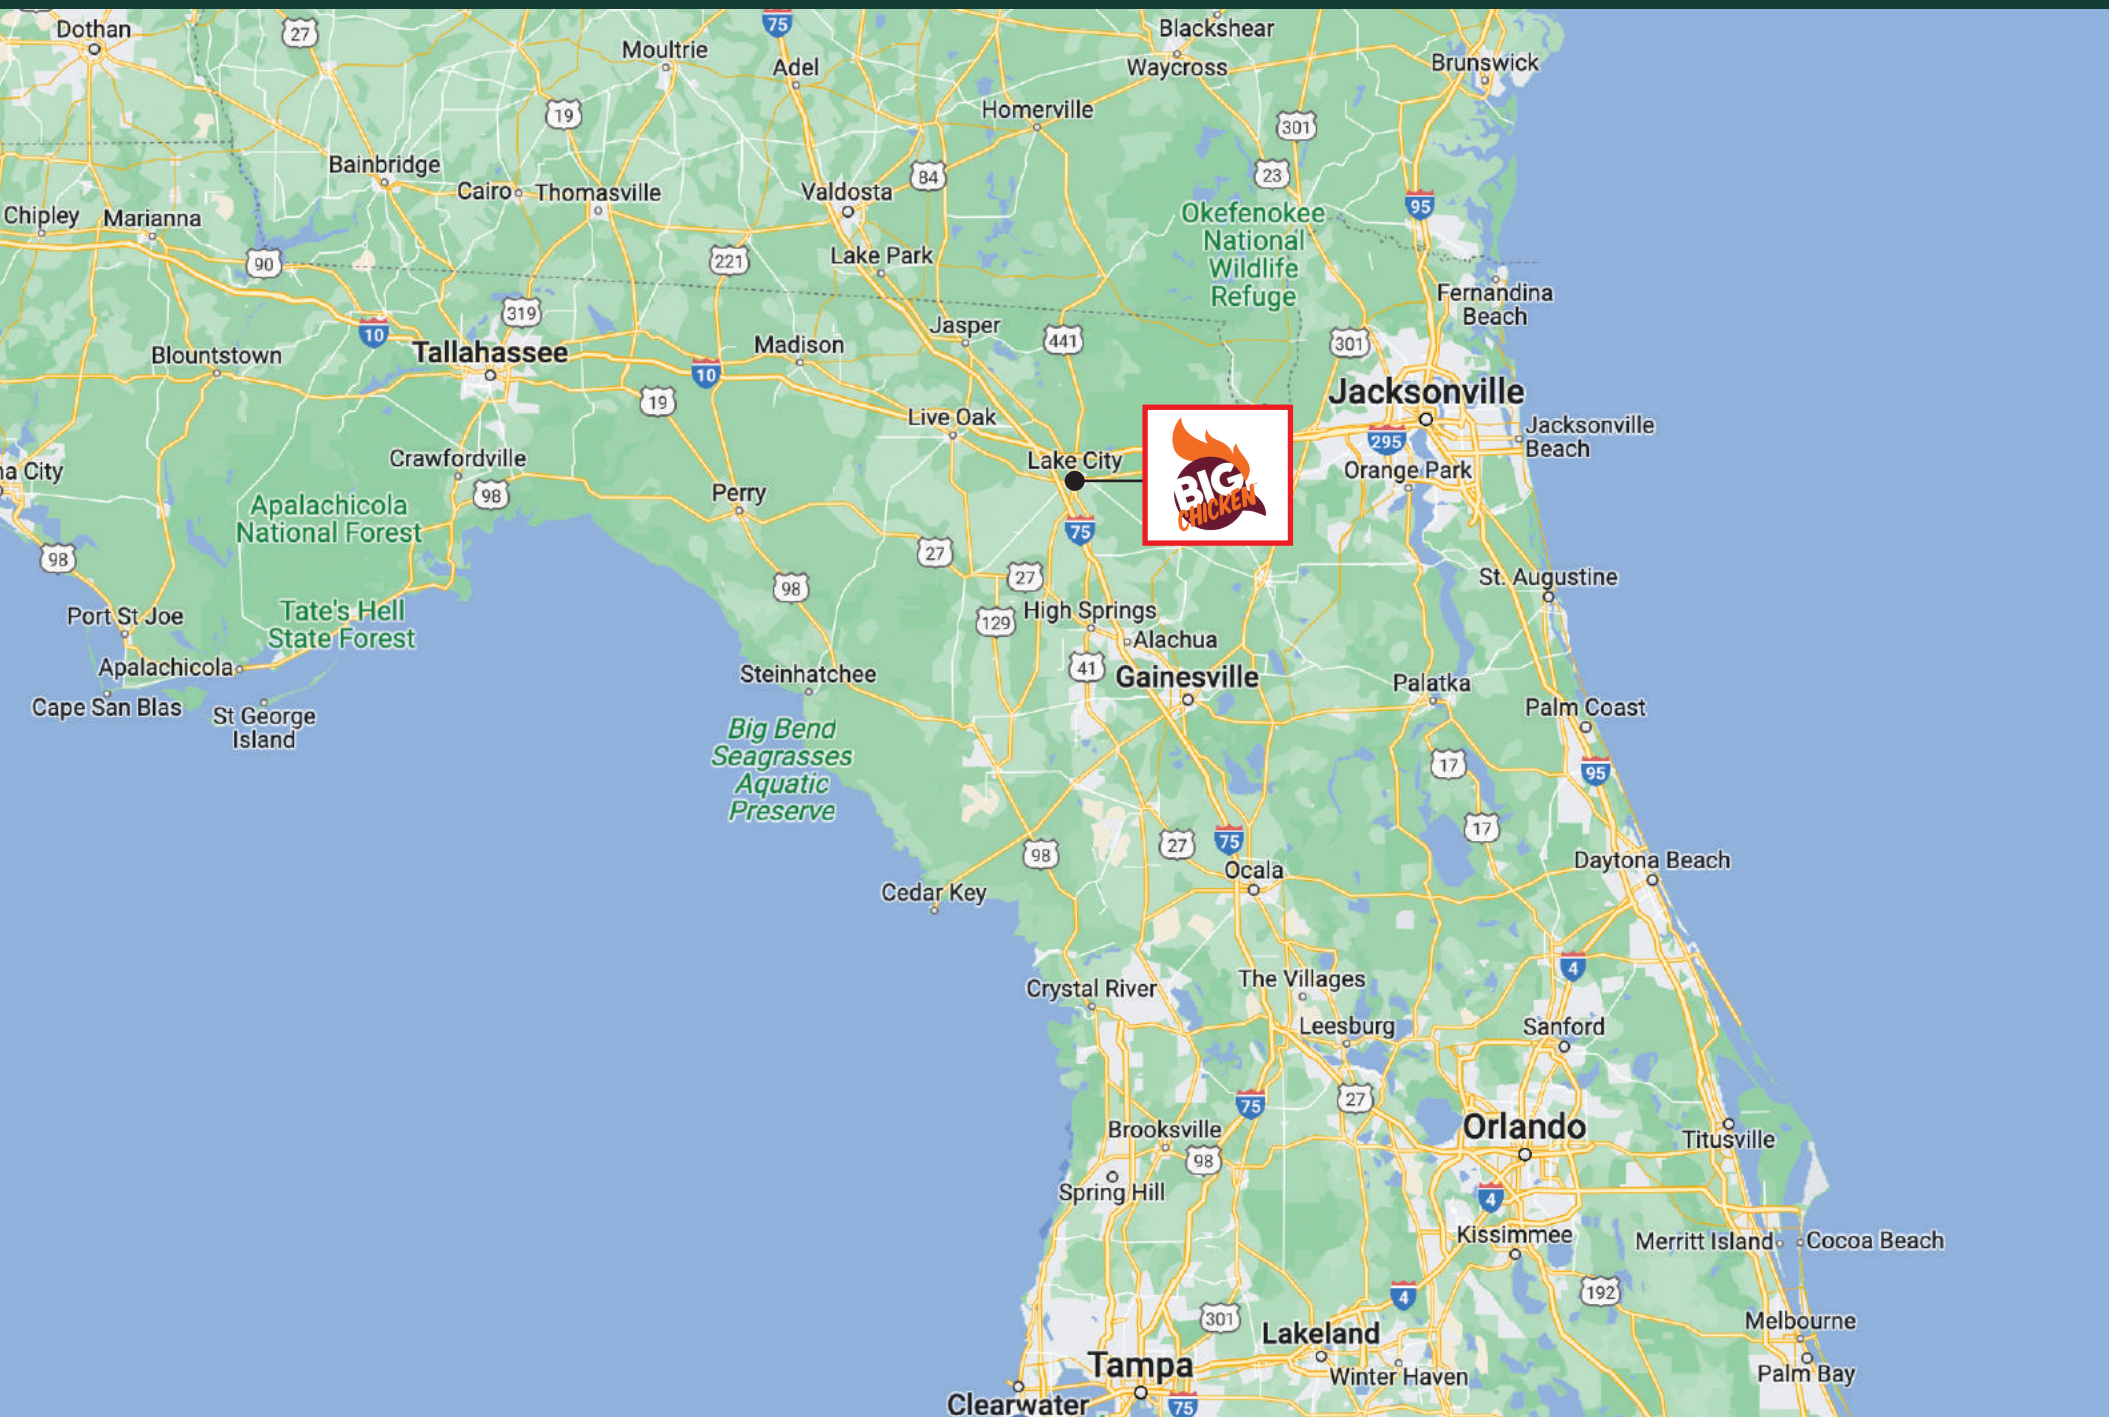 Dothan
27
Moultrie
75
Adel
Blackshear
Waycross
Brunswick
19
Homerville
301
Bainbridge
Cairo
Thomasville
Valdosta
84
23
95
Chipley
Marianna
Okefenokee
National
Wildlife
Refuge
90
221
Lake Park
Fernandina
Beach
319
10
Jasper
441
301
Blountstown
Tallahassee
Madison
10
19
Jacksonville
Live Oak
295
Jacksonville
Beach
Crawfordville
98
Lake City
BIG
CHICKEN
Orange Park
na City
Perry
Apalachicola
National Forest
75
98
27
27
98
St. Augustine
Port St Joe
Tate's Hell
State Forest
129
High Springs
Alachua
Apalachicola
Steinhatchee
41
Gainesville
Palatka
Cape San Blas
St George
Island
Palm Coast
Big Bend
Seagrasses
Aquatic
Preserve
17
95
17
98
27
75
Ocala
Daytona Beach
Cedar Key
4
Crystal River
The Villages
Leesburg
Sanford
75
27
Brooksville
98
Orlando
Titusville
Spring Hill
4
Kissimmee
Merritt Island
Cocoa Beach
4
192
301
Lakeland
Melbourne
Tampa
Winter Haven
Palm Bay
Clearwater
75